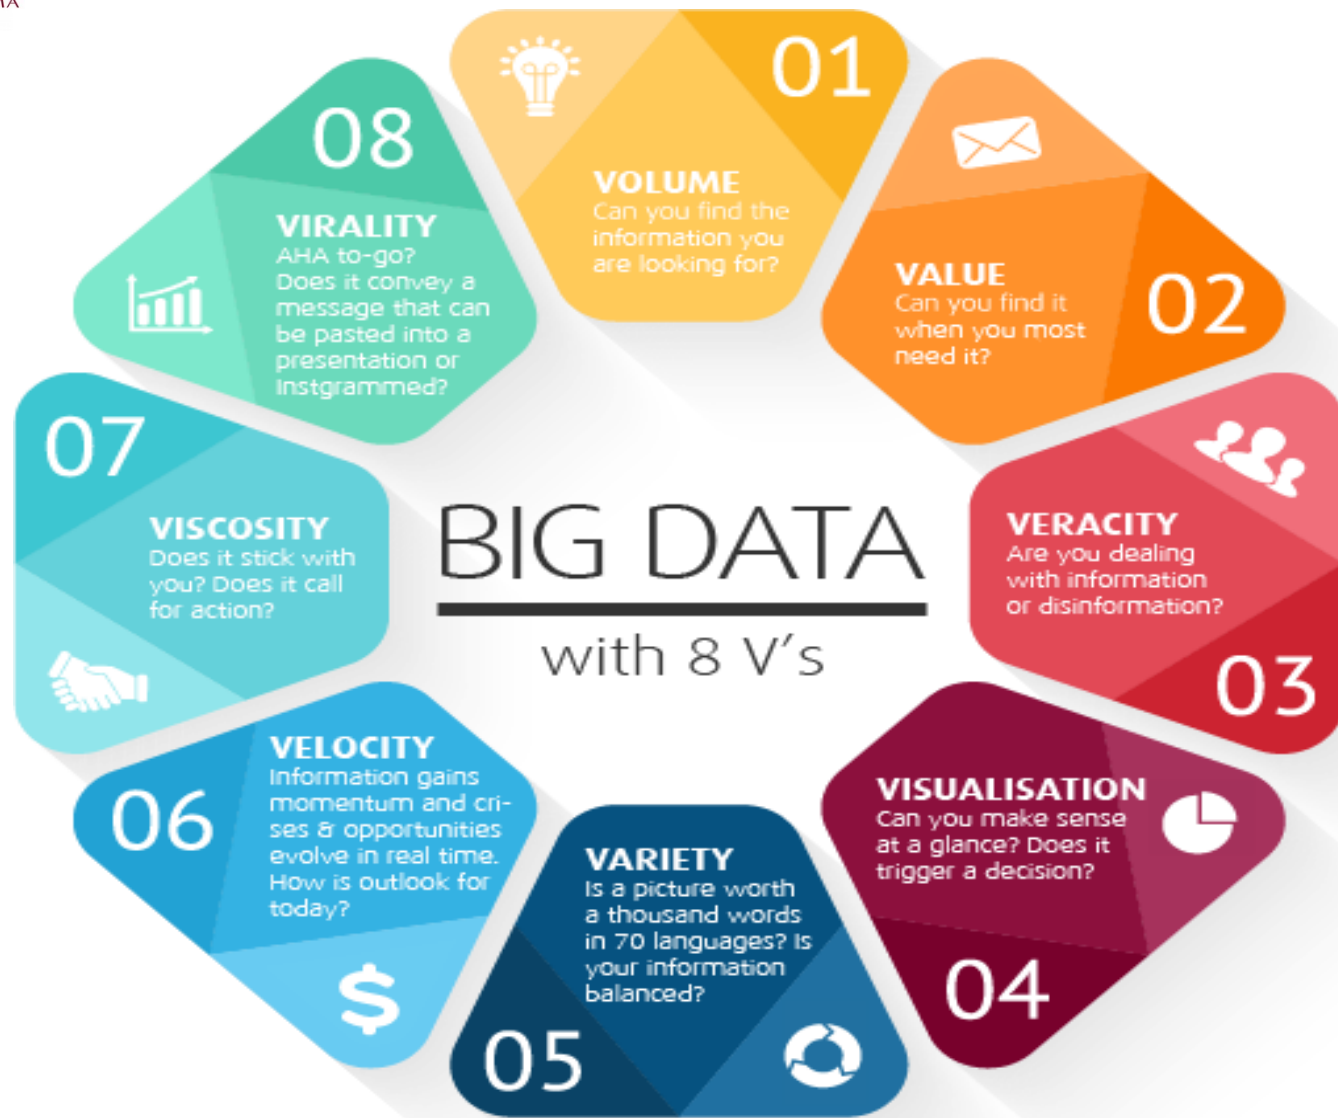 01
VOLUME
Can you find the
information you
are looking for?
02
VALUE
Can you find it
when you most
need it?
03
VERACITY
Are you dealing
with information
or disinformation?
04
VISUALISATION
Can you make sense
at a glance? Does it
trigger a decision?
05
VARIETY
Is a picture worth
a thousand words
in 70 languages? Is
your information
balanced?
06
VELOCITY
Information gains
momentum and cri-
ses & opportunities
evolve in real time.
How is outlook for
today?
07
VISCOSITY
Does it stick with
you? Does it call
for action?
08
VIRALITY
AHA to-go?
Does it convey a
message that can
be pasted into a
presentation or
Instgrammed?
BIG DATA
with 8 V’s